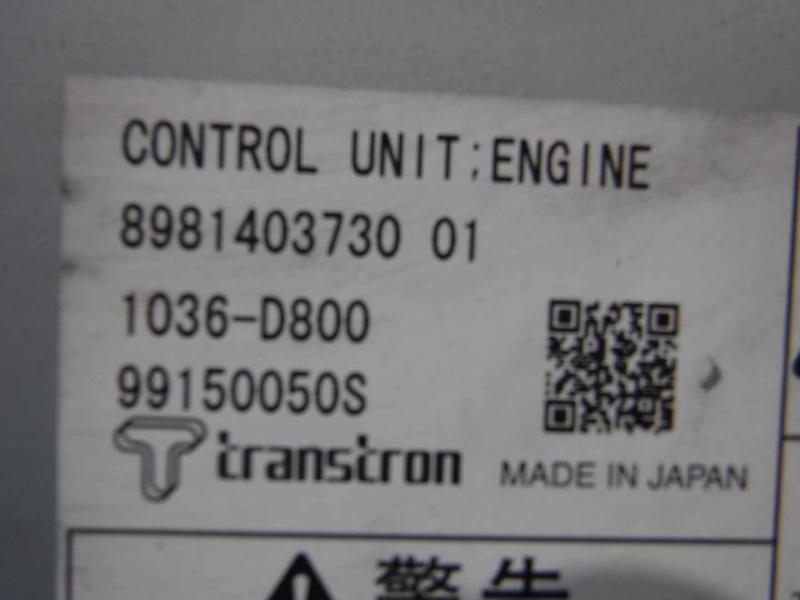 CONTROL UNIT;ENGINE
8981403730 01
1036-D800
99150050S
transtron
MADE IN JAPAN
警告